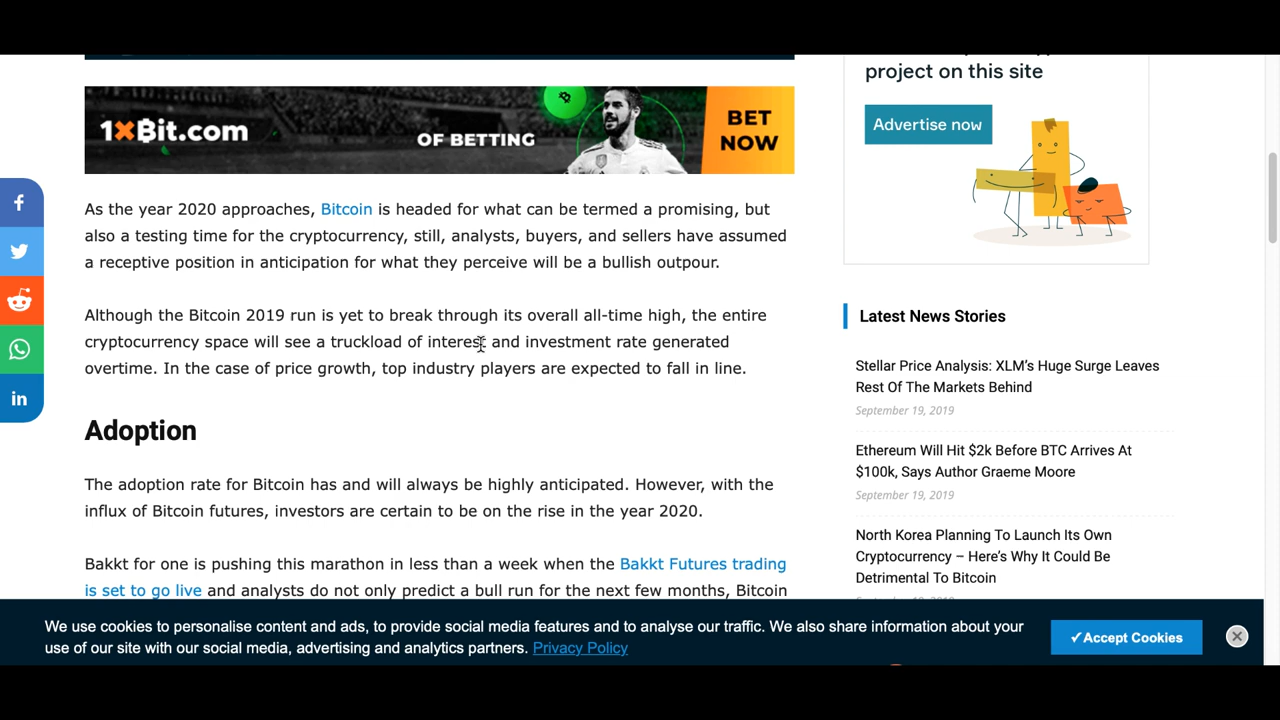 project on this site
Advertise now
1xBit.com
OF BETTING
BET
NOW
As the year 2020 approaches, Bitcoin is headed for what can be termed a promising, but
also a testing time for the cryptocurrency, still, analysts, buyers, and sellers have assumed
a receptive position in anticipation for what they perceive will be a bullish outpour.
Although the Bitcoin 2019 run is yet to break through its overall all-time high, the entire
cryptocurrency space will see a truckload of interest and investment rate generated
overtime. In the case of price growth, top industry players are expected to fall in line.
Adoption
The adoption rate for Bitcoin has and will always be highly anticipated. However, with the
influx of Bitcoin futures, investors are certain to be on the rise in the year 2020.
Bakkt for one is pushing this marathon in less than a week when the Bakkt Futures trading
is set to go live and analysts do not only predict a bull run for the next few months, Bitcoin
Latest News Stories
Stellar Price Analysis: XLM's Huge Surge Leaves
Rest Of The Markets Behind
September 19, 2019
Ethereum Will Hit $2k Before BTC Arrives At
$100k, Says Author Graeme Moore
September 19, 2019
North Korea Planning To Launch Its Own
Cryptocurrency – Here's Why It Could Be
Detrimental To Bitcoin
We use cookies to personalise content and ads, to provide social media features and to analyse our traffic. We also share information about your
use of our site with our social media, advertising and analytics partners. Privacy Policy
✓Accept Cookies